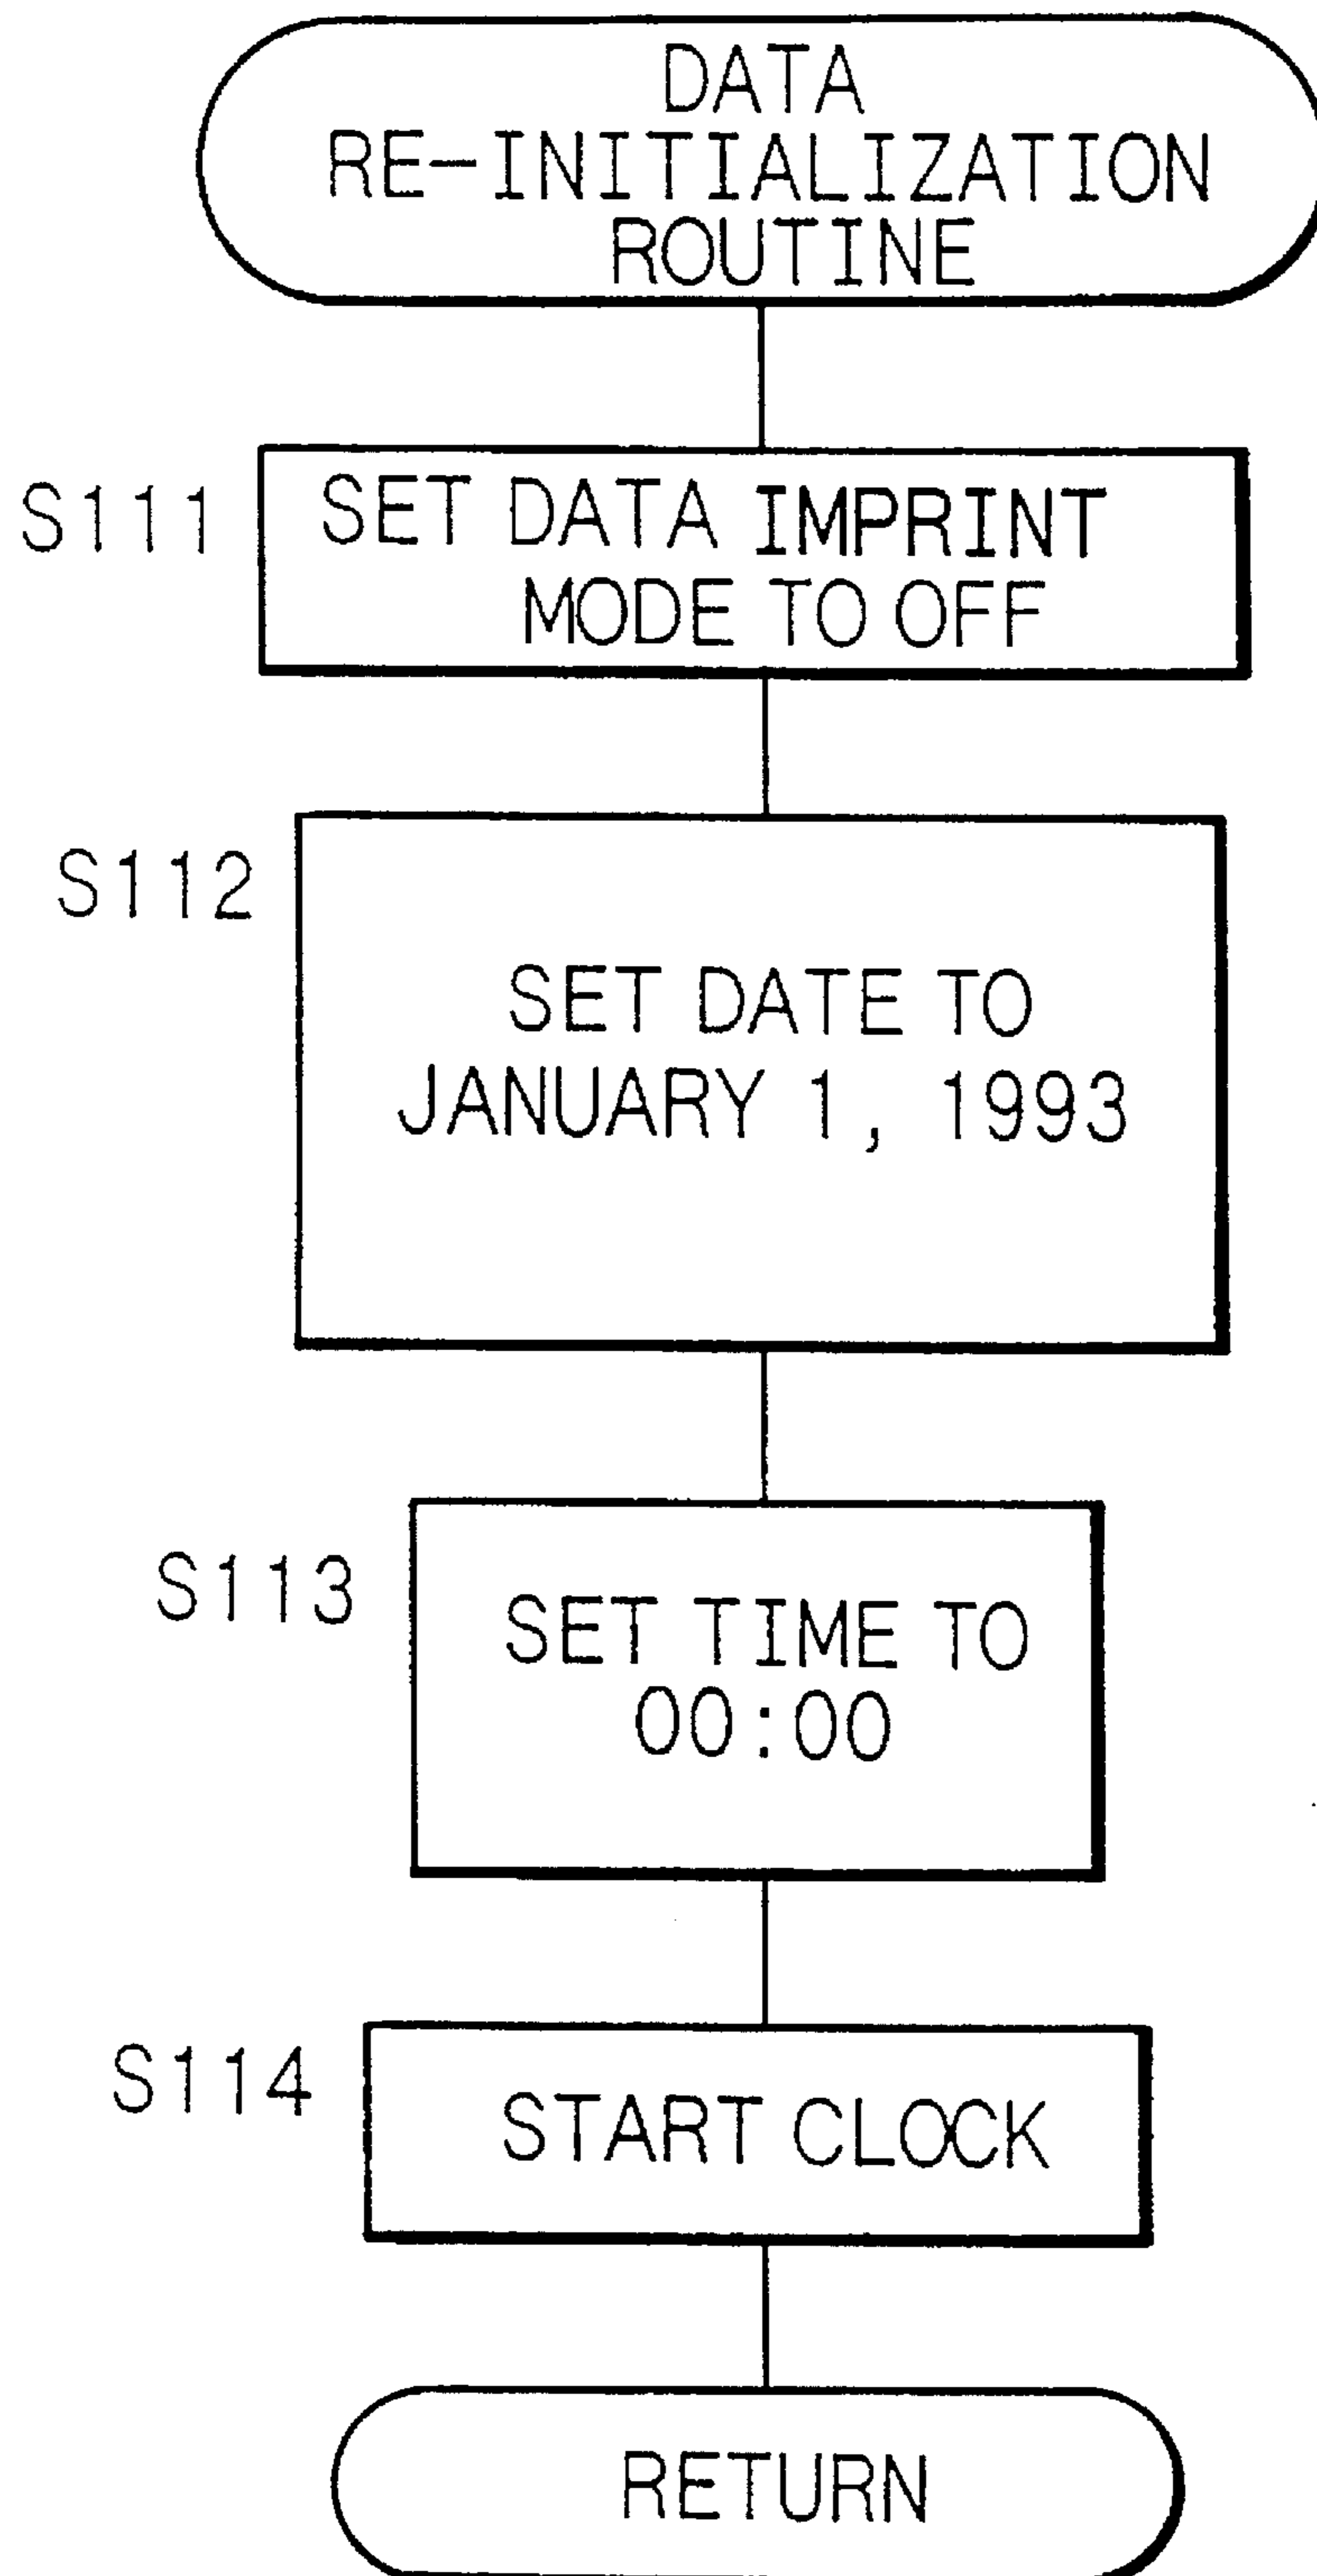 DATA
RE-INITIALIZATION
ROUTINE
S111
SET DATA IMPRINT
MODE TO OFF
S112
SET DATE TO
JANUARY 1, 1993
S113
SET TIME TO
00:00
S114
START CLOCK
RETURN